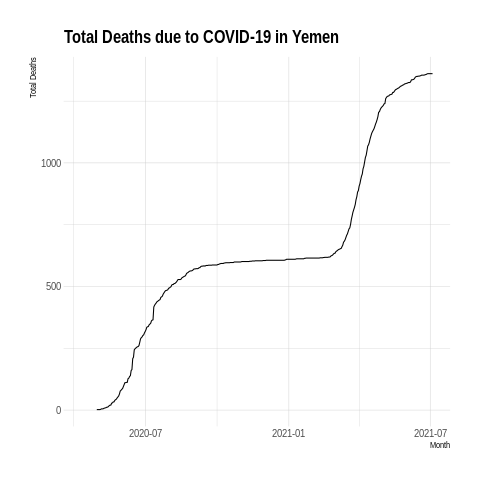 Total Deaths due to COVID-19 in Yemen
Total Deaths
1000
500
0
2020-07
2021-01
2021-07
Month